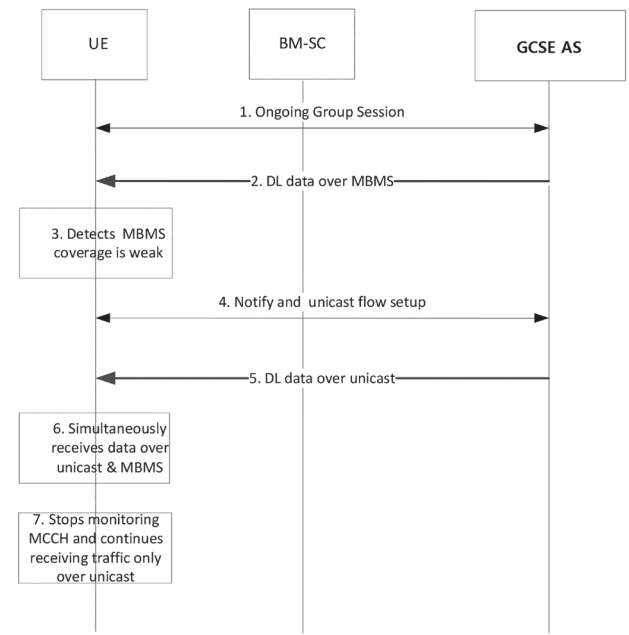 UE
BM-SC
GCSE AS
1. Ongoing Group Session
2. DL data over MBMS
3. Detects MBMS
coverage is weak
4. Notify and unicast flow setup
5. DL data over unicast
6. Simultaneously
receives data over
unicast & MBMS
7. Stops monitoring
MCCH and continues
receiving traffic only
over unicast